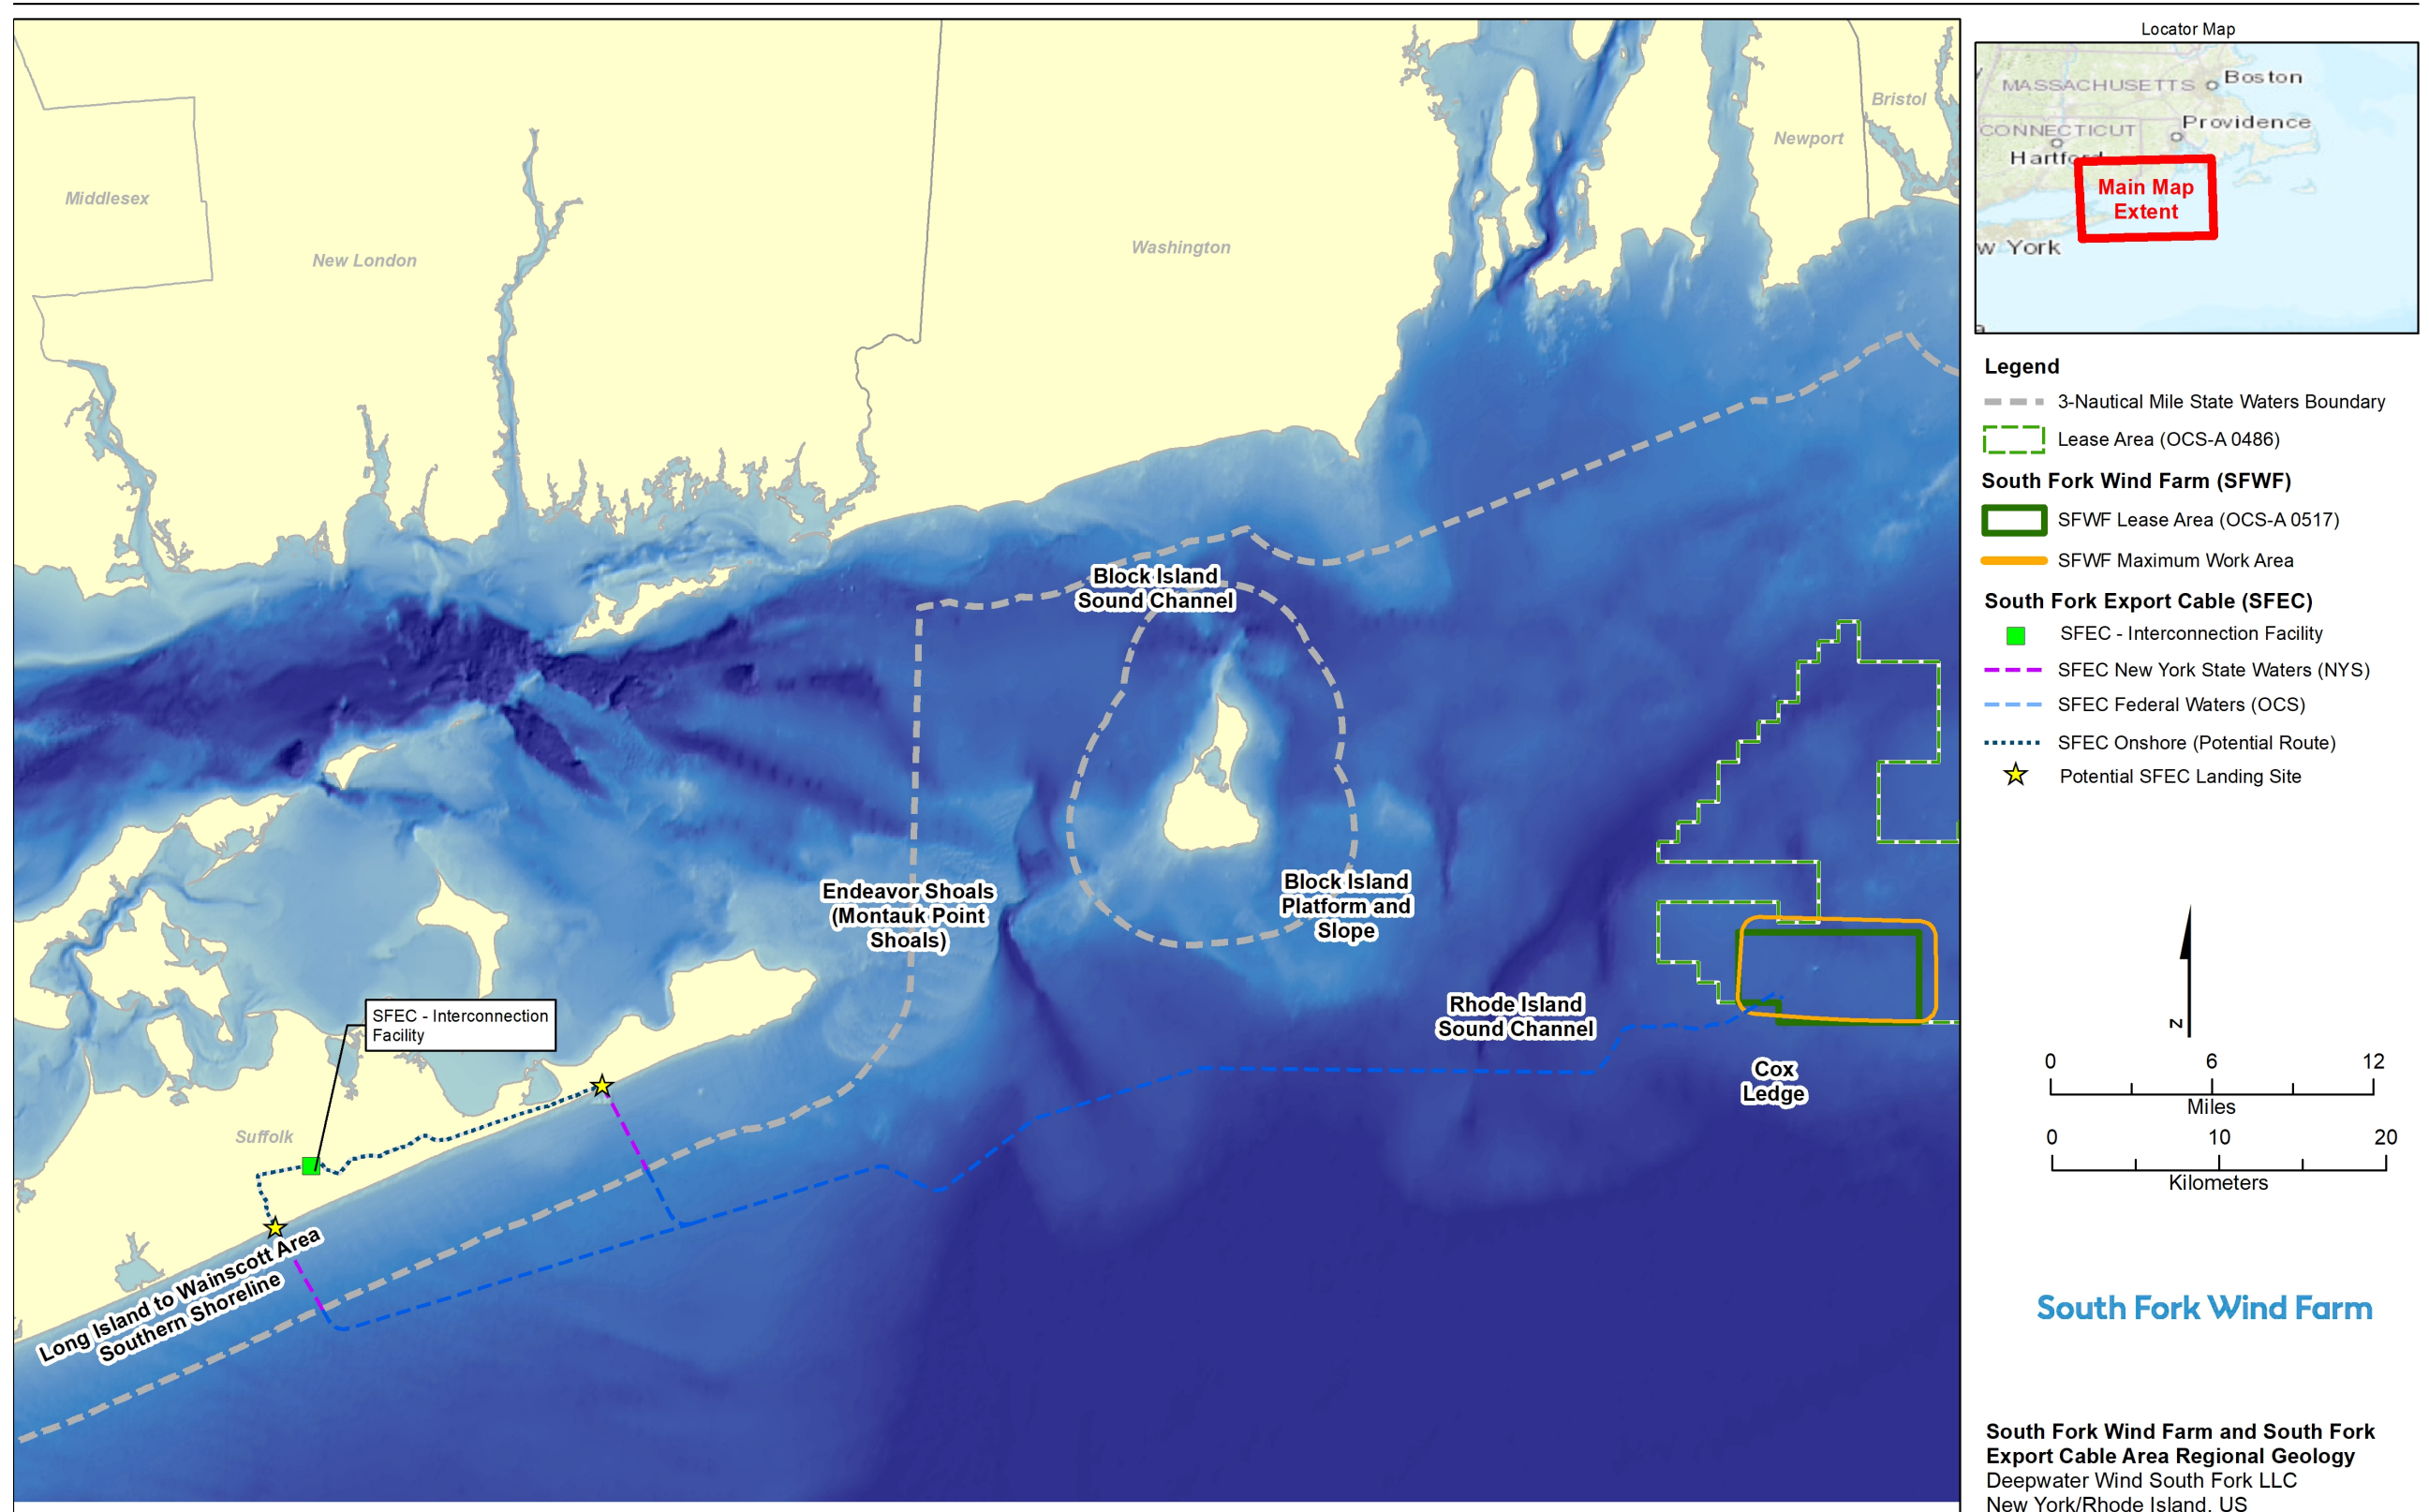 Locator Map
MASSACHUSETTS
Boston
CONNECTICUT
Providence
Hartford
Main Map
Extent
w York
Middlesex
New London
Washington
Newport
Bristol
Suffolk
Block Island
Sound Channel
Endeavor Shoals
(Montauk Point
Shoals)
Block Island
Platform and
Slope
Rhode Island
Sound Channel
Cox
Ledge
SFEC - Interconnection
Facility
Long Island to Wainscott Area
Southern Shoreline
Legend
3-Nautical Mile State Waters Boundary
Lease Area (OCS-A 0486)
South Fork Wind Farm (SFWF)
SFWF Lease Area (OCS-A 0517)
SFWF Maximum Work Area
South Fork Export Cable (SFEC)
SFEC - Interconnection Facility
SFEC New York State Waters (NYS)
SFEC Federal Waters (OCS)
SFEC Onshore (Potential Route)
Potential SFEC Landing Site
N
0 6 12
Miles
0 10 20
Kilometers
South Fork Wind Farm
South Fork Wind Farm and South Fork
Export Cable Area Regional Geology
Deepwater Wind South Fork LLC
New York/Rhode Island, US